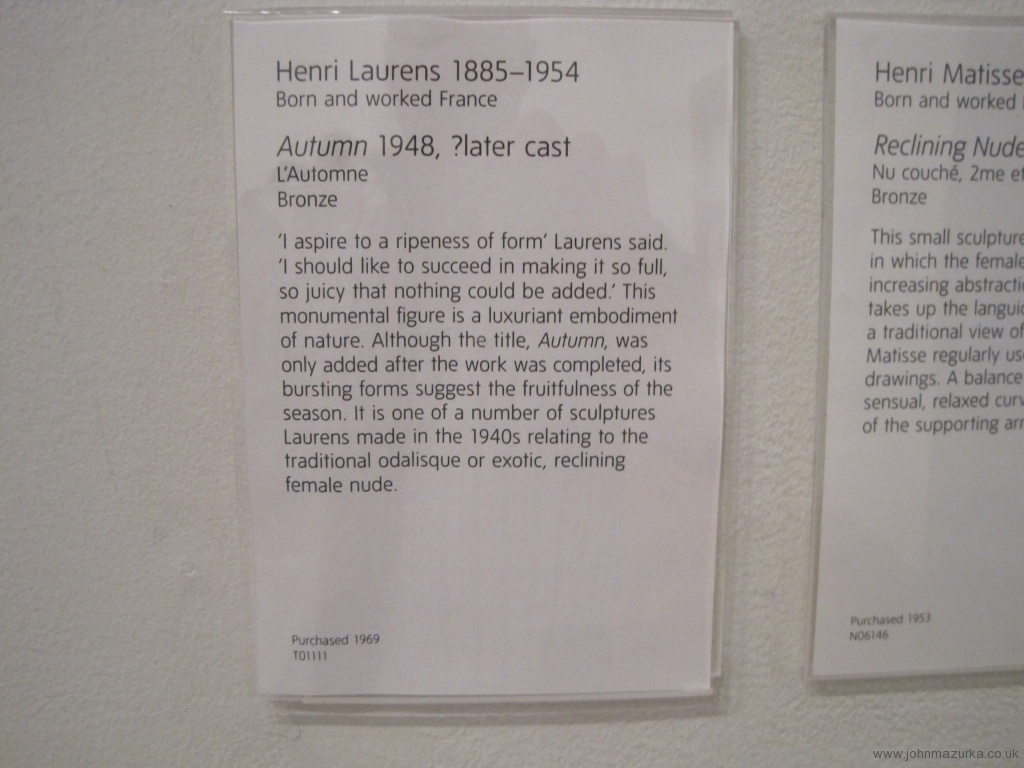 Henri Laurens 1885–1954
Born and worked France
Autumn 1948, ?later cast
L'Automne
Bronze
'I aspire to a ripeness of form' Laurens said.
'I should like to succeed in making it so full,
so juicy that nothing could be added.' This
monumental figure is a luxuriant embodiment
of nature. Although the title, Autumn, was
only added after the work was completed, its
bursting forms suggest the fruitfulness of the
season. It is one of a number of sculptures
Laurens made in the 1940s relating to the
traditional odalisque or exotic, reclining
female nude.
Purchased 1969
T01111
Henri Matisse
Born and worked
Reclining Nude
Nu couché, 2me
Bronze
This small sculpture
in which the female
increasing
takes up the
a traditional view of
Matisse regularly
drawings. A balance
sensual, relaxed
of the supporting
Purchased 1953
N06146
www.johnmazurka.co.uk